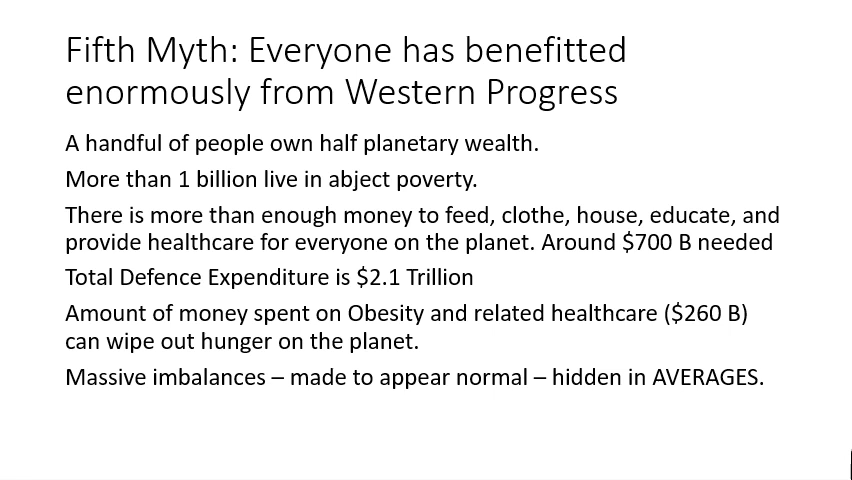 Fifth Myth: Everyone has benefitted
enormously from Western Progress
A handful of people own half planetary wealth.
More than 1 billion live in abject poverty.
There is more than enough money to feed, clothe, house, educate, and
provide healthcare for everyone on the planet. Around $700 B needed
Total Defence Expenditure is $2.1 Trillion
Amount of money spent on Obesity and related healthcare ($260 B)
can wipe out hunger on the planet.
Massive imbalances – made to appear normal – hidden in AVERAGES.